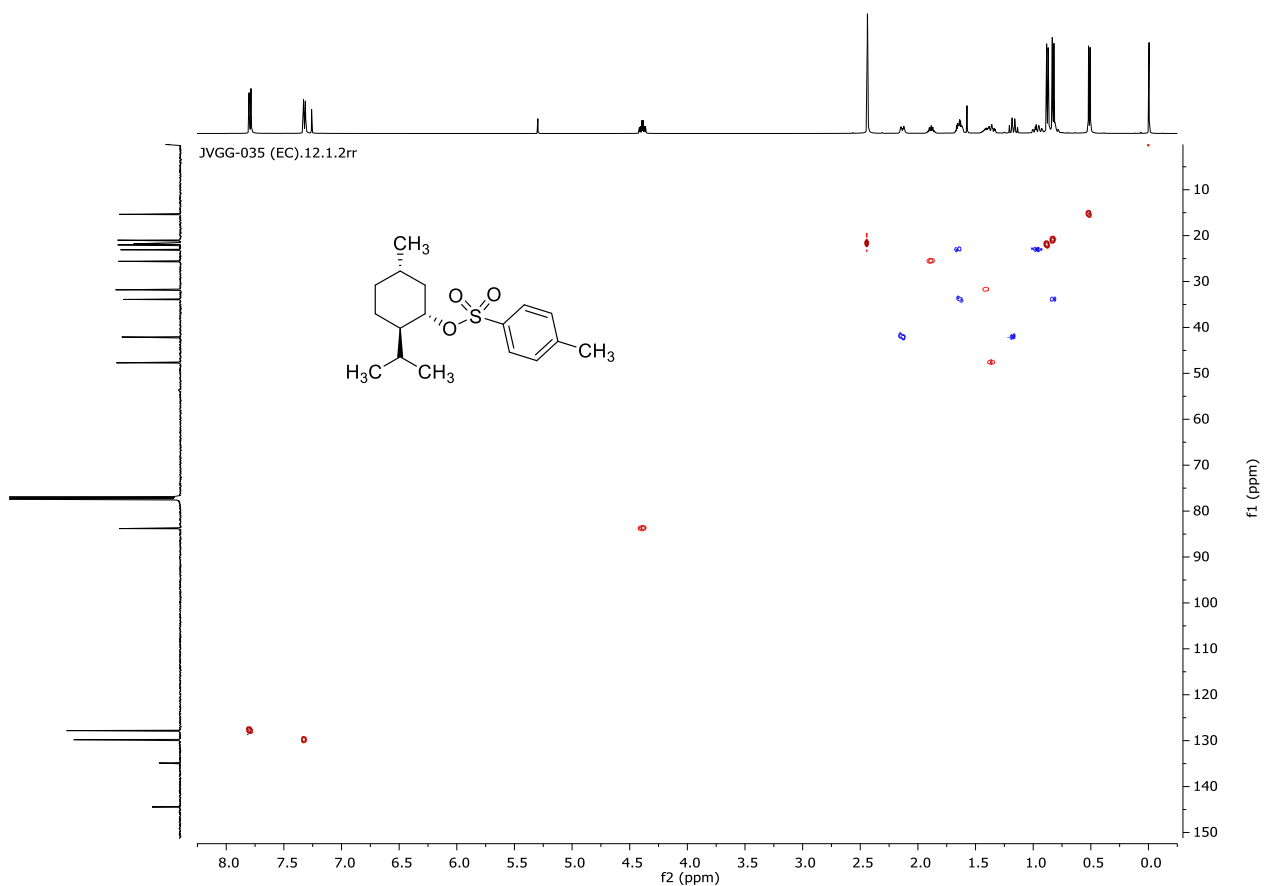 JVGG-035 (EC).12.1.2rr
CH₃
O
O
S
O
CH₃
H₃C
CH₃
10
20
30
40
50
60
70
80
90
100
110
120
130
140
150
f1 (ppm)
8.0 7.5 7.0 6.5 6.0 5.5 5.0 4.5 4.0 3.5 3.0 2.5 2.0 1.5 1.0 0.5 0.0
f2 (ppm)